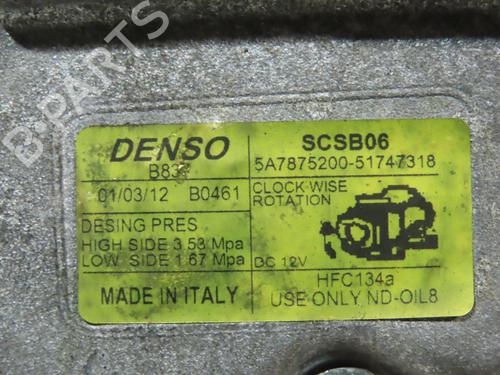 B-PARTS
DENSO
SCSB06
5A7875200-51747318
01/03/12 B0461
CLOCK WISE
ROTATION
DESING PRES
HIGH SIDE 3.53 Mpa
LOW SIDE 1.67 Mpa
DC 12V
MADE IN ITALY
HFC134a
USE ONLY ND-OIL8